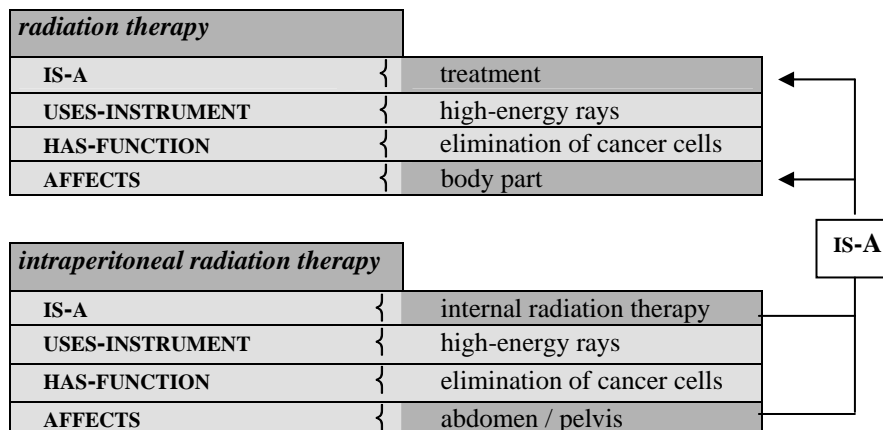 radiation therapy
IS-A { treatment
USES-INSTRUMENT { high-energy rays
HAS-FUNCTION { elimination of cancer cells
AFFECTS { body part
IS-A
intraperitoneal radiation therapy
IS-A { internal radiation therapy
USES-INSTRUMENT { high-energy rays
HAS-FUNCTION { elimination of cancer cells
AFFECTS { abdomen / pelvis